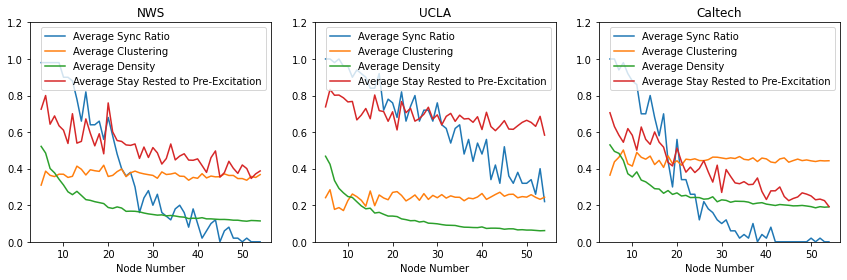 NWS
1.2
1.0
0.8
0.6
0.4
0.2
0.0
Average Sync Ratio
Average Clustering
Average Density
Average Stay Rested to Pre-Excitation
10 20 30 40 50
Node Number
UCLA
1.2
1.0
0.8
0.6
0.4
0.2
0.0
Average Sync Ratio
Average Clustering
Average Density
Average Stay Rested to Pre-Excitation
10 20 30 40 50
Node Number
Caltech
1.2
1.0
0.8
0.6
0.4
0.2
0.0
Average Sync Ratio
Average Clustering
Average Density
Average Stay Rested to Pre-Excitation
10 20 30 40 50
Node Number